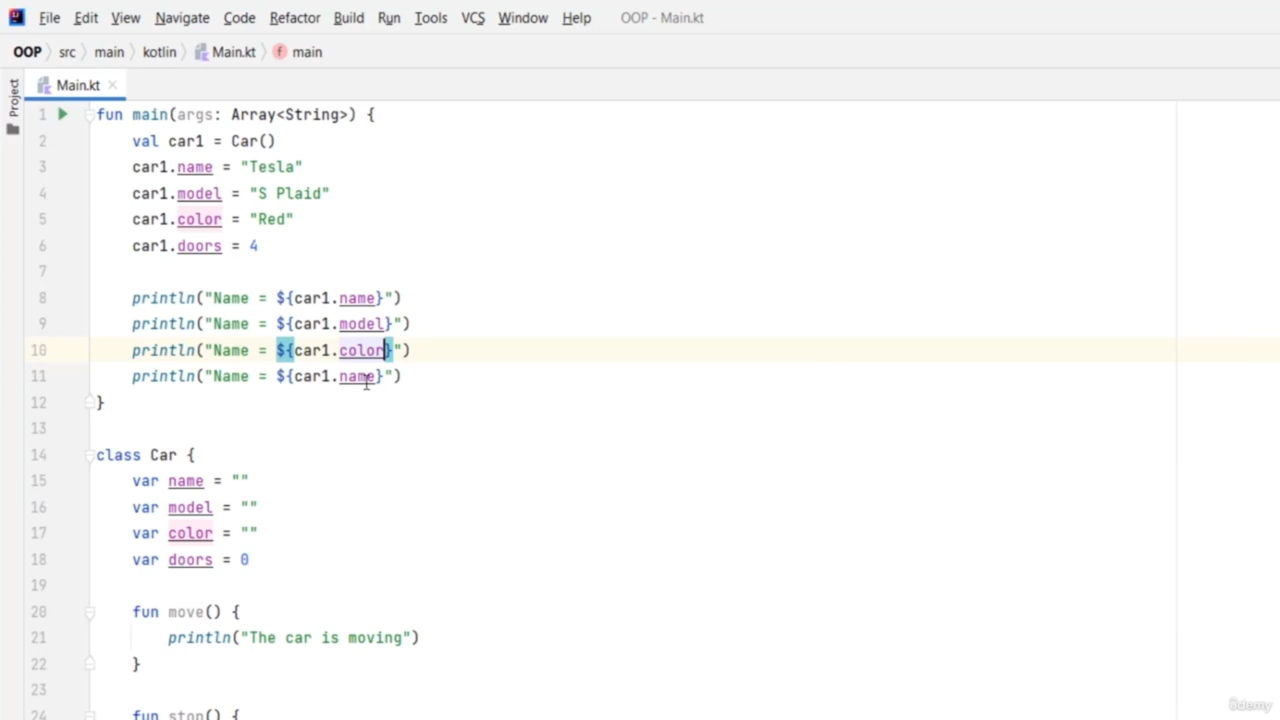 File Edit View Navigate Code Refactor Build Run Tools VCS Window Help OOP - Main.kt
OOP src main kotlin Main.kt f main
Project
Main.kt
1 fun main(args: Array<String>) {
2 val car1 = Car()
3 car1.name = "Tesla"
4 car1.model = "S Plaid"
5 car1.color = "Red"
6 car1.doors = 4
7
8 println("Name = ${car1.name}")
9 println("Name = ${car1.model}")
10 println("Name = ${car1.color}")
11 println("Name = ${car1.name}")
12 }
13
14 class Car {
15 var name = ""
16 var model = ""
17 var color = ""
18 var doors = 0
19
20 fun move() {
21 println("The car is moving")
22 }
23
24 fun stop() {
ûdemy